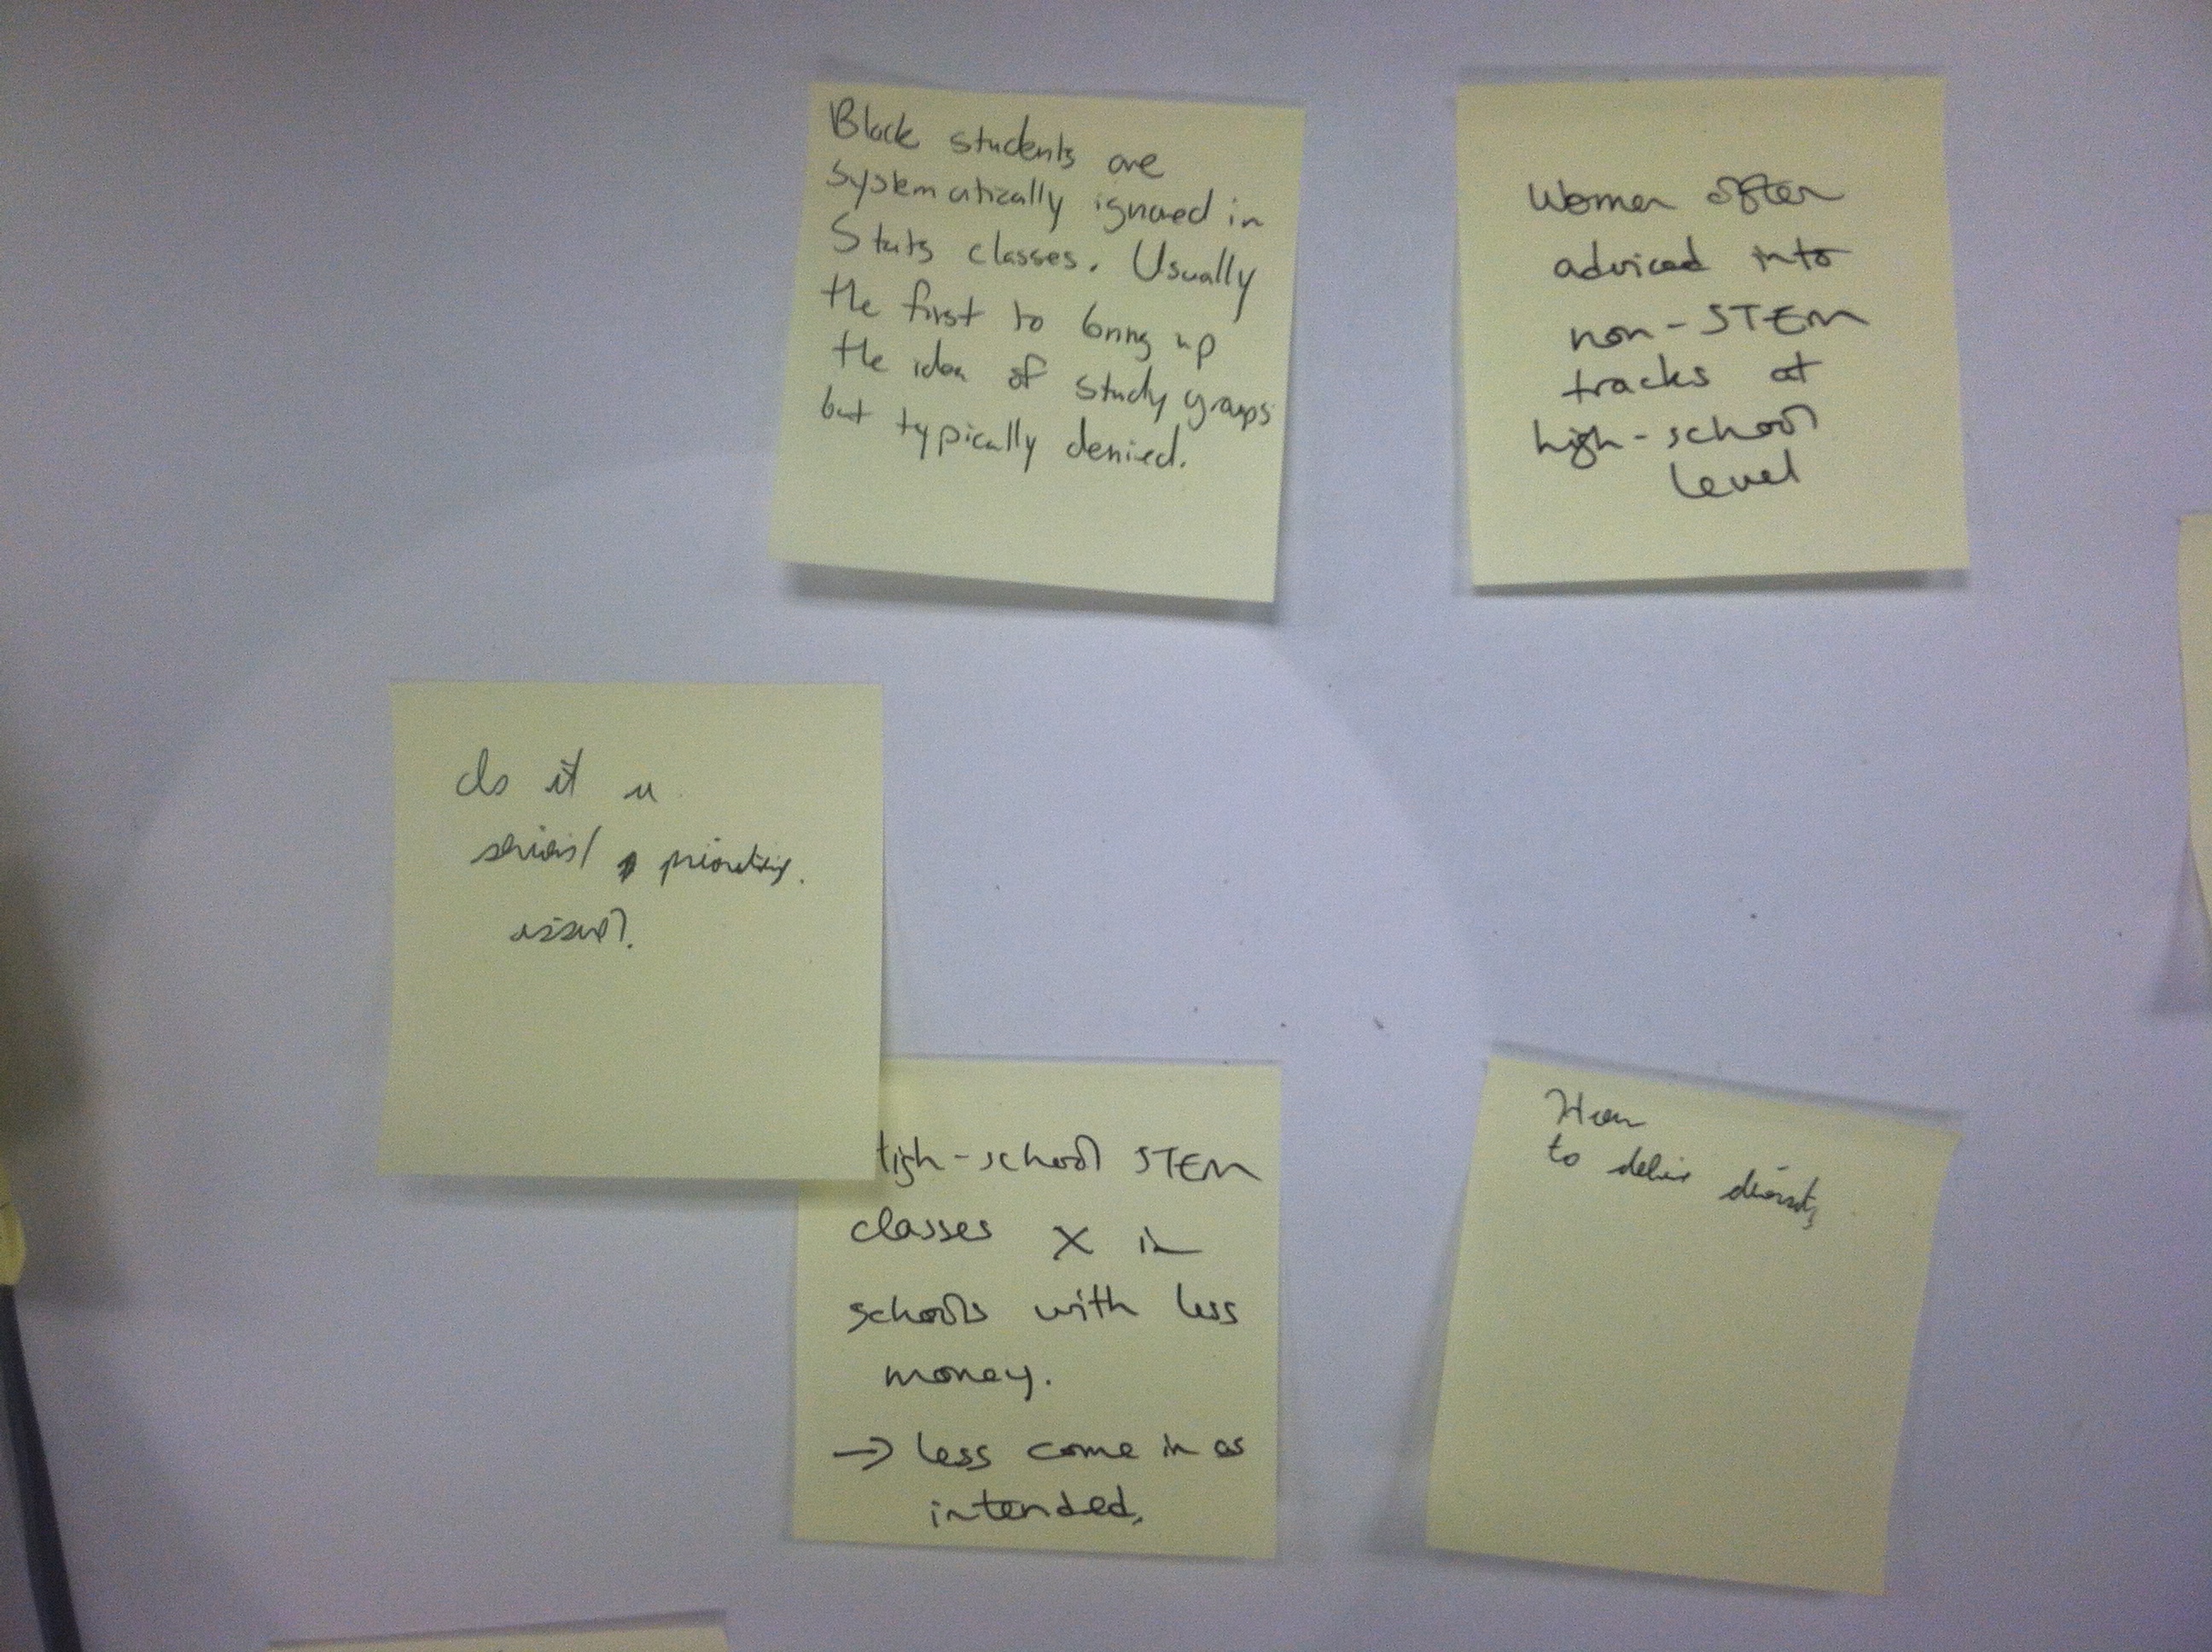 Black students are
systematically ignored in
Stats classes. Usually
the first to bring up
the idea of study groups
but typically denied.
Women often
adviced into
non-STEM
tracks at
high-school
level
Is it a
serious/ prioritizing
issue?
High-school STEM
classes X in
schools with less
money.
→ less come in as
intended.
How
to define diversity